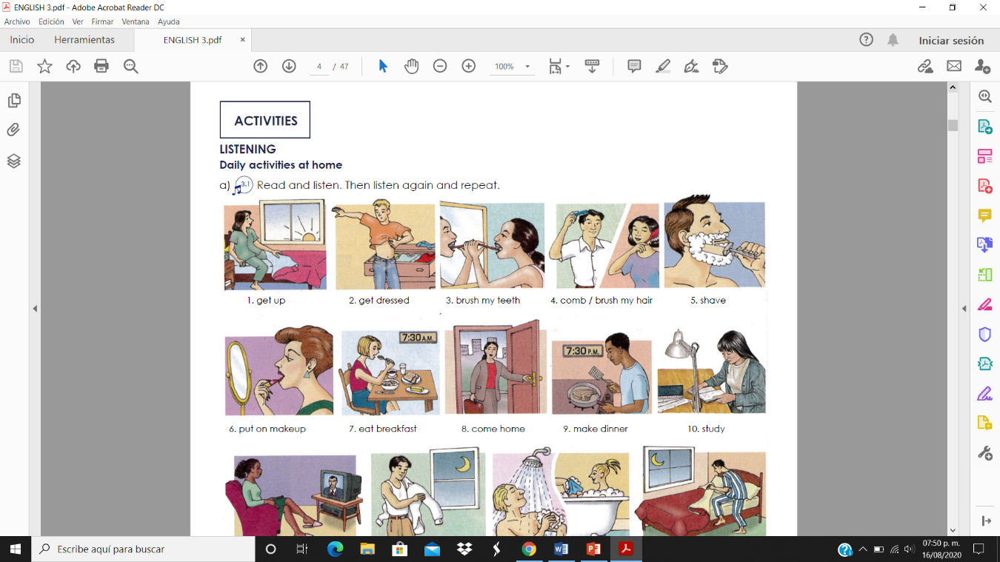 ENGLISH 3.pdf - Adobe Acrobat Reader DC
Archivo Edición Ver Firmar Ventana Ayuda
Inicio Herramientas ENGLISH 3.pdf × Iniciar sesión
4 / 47 100%
ACTIVITIES
LISTENING
Daily activities at home
a) 3.1 Read and listen. Then listen again and repeat.
1. get up 2. get dressed 3. brush my teeth 4. comb / brush my hair 5. shave
7:30 A.M.
7:30 P.M.
6. put on makeup 7. eat breakfast 8. come home 9. make dinner 10. study
Escribe aquí para buscar
07:50 p. m.
16/08/2020